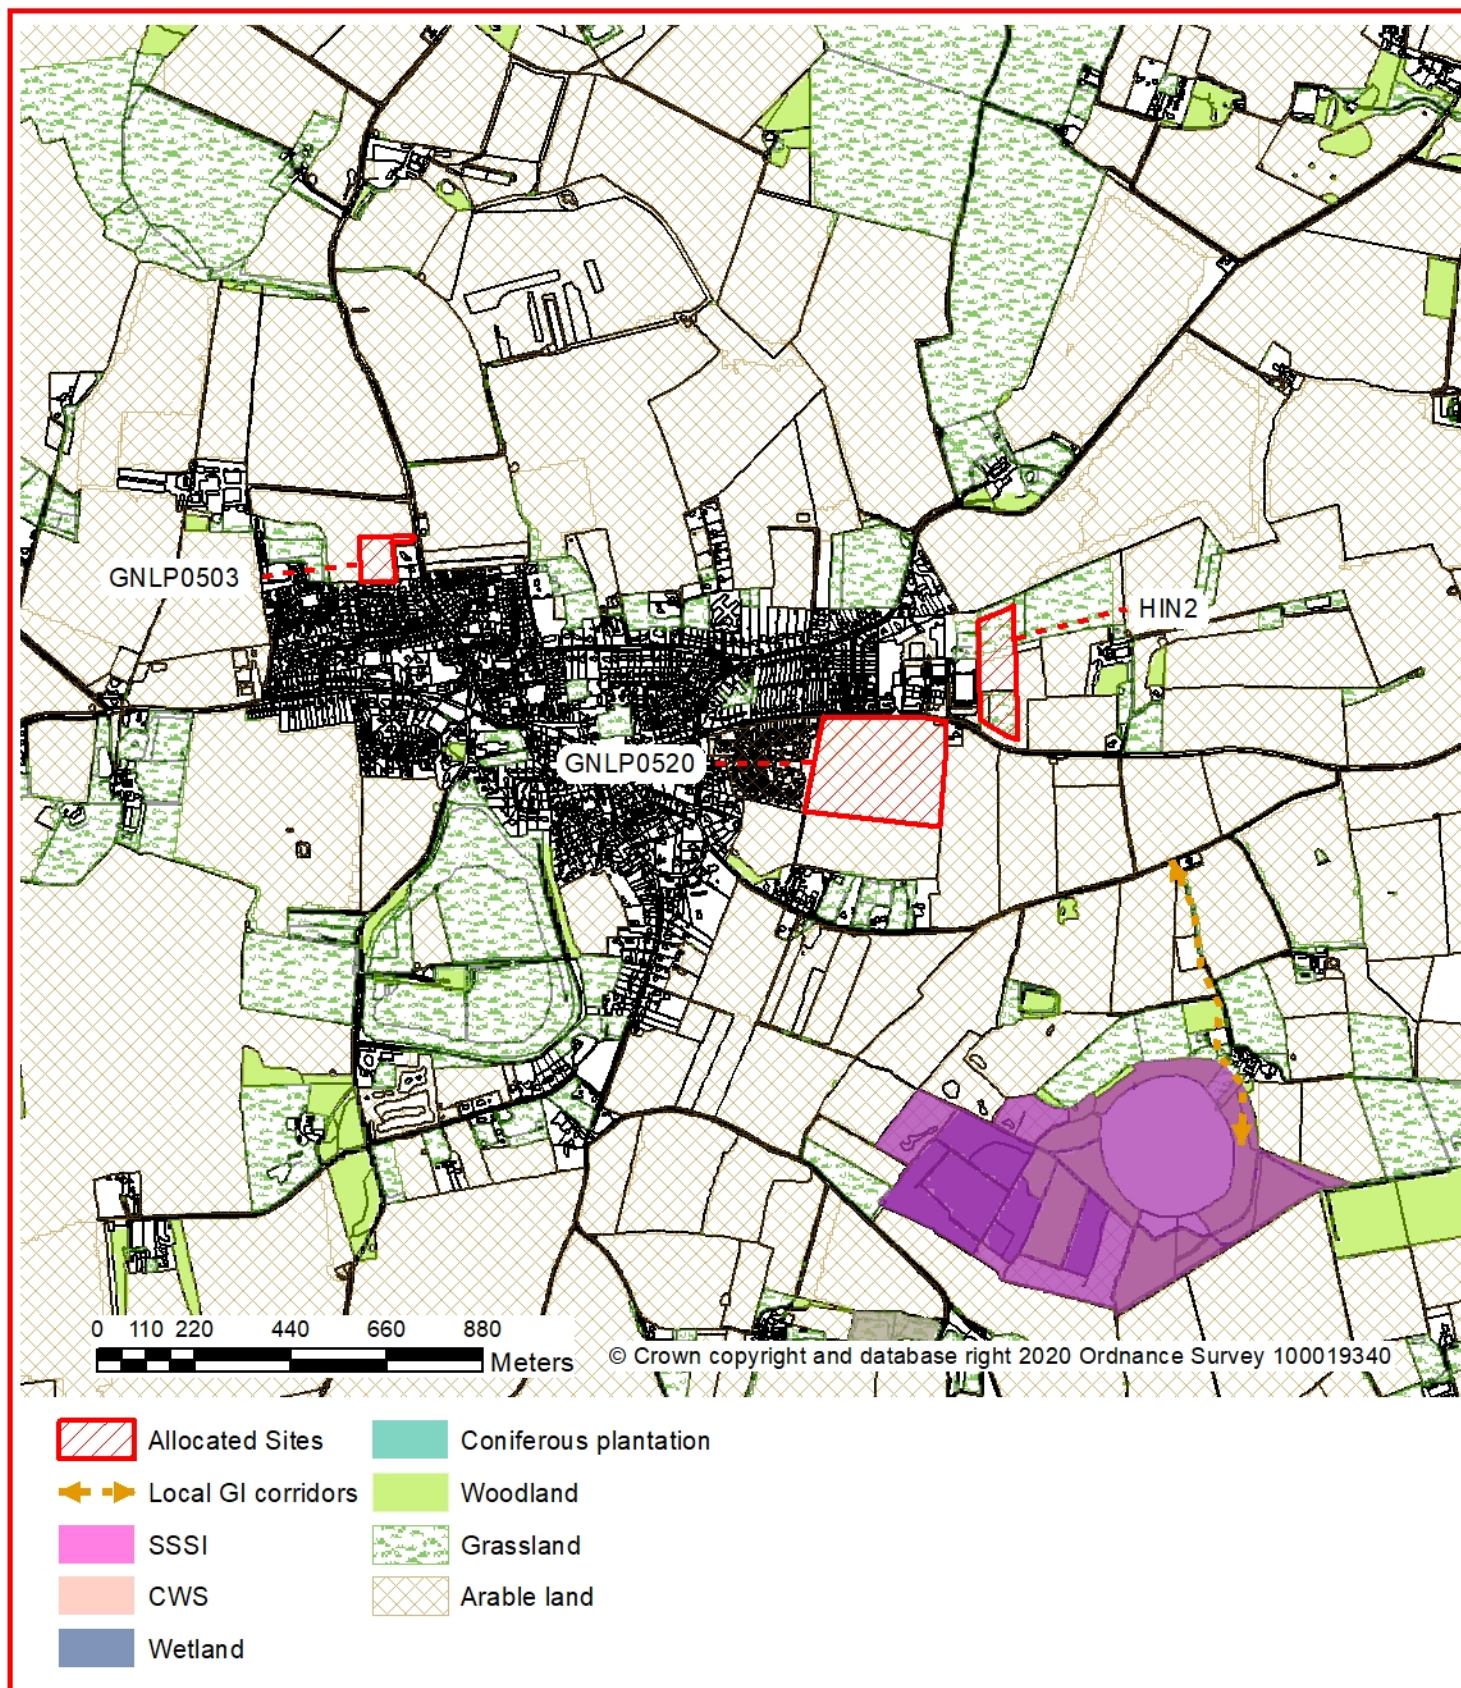 GNLP0503
HIN2
GNLP0520
0 110 220 440 660 880
Meters
© Crown copyright and database right 2020 Ordnance Survey 100019340
Allocated Sites
Local GI corridors
SSSI
CWS
Wetland
Coniferous plantation
Woodland
Grassland
Arable land